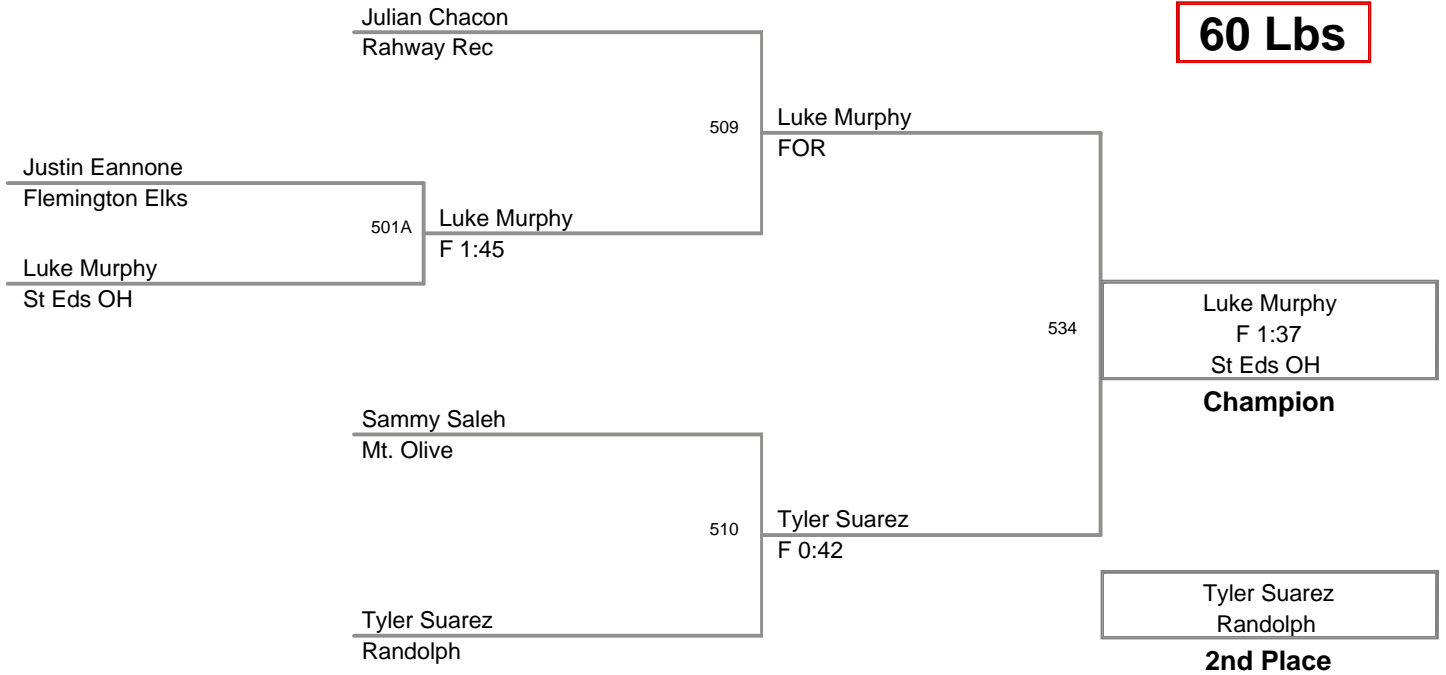 Julian Chacon
Rahway Rec
60 Lbs
509
Luke Murphy
FOR
Justin Eannone
Flemington Elks
501A
Luke Murphy
F 1:45
Luke Murphy
St Eds OH
534
Luke Murphy
F 1:37
St Eds OH
Champion
Sammy Saleh
Mt. Olive
510
Tyler Suarez
F 0:42
Tyler Suarez
Randolph
Tyler Suarez
Randolph
2nd Place